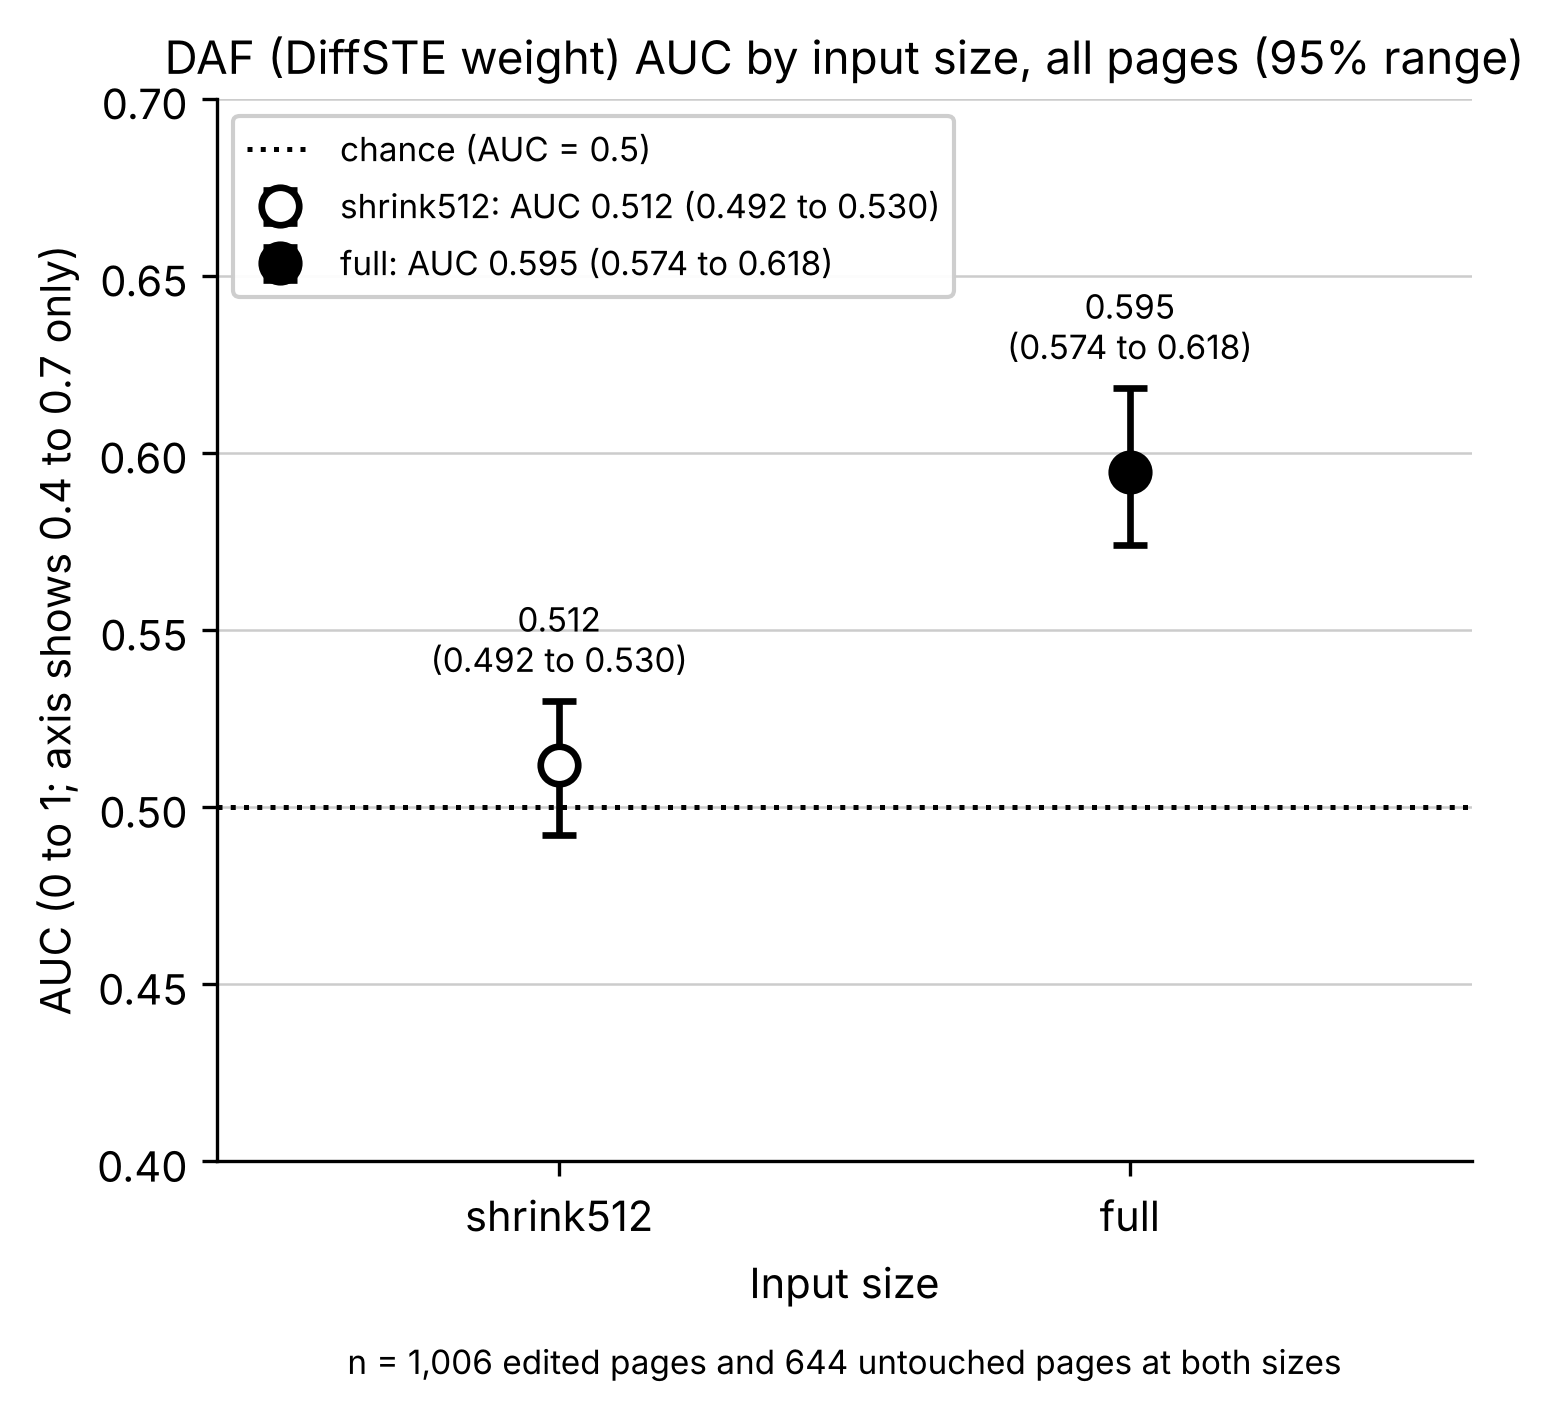 DAF (DiffSTE weight) AUC by input size, all pages (95% range)
0.70
chance (AUC = 0.5)
shrink512: AUC 0.512 (0.492 to 0.530)
full: AUC 0.595 (0.574 to 0.618)
0.65
0.60
0.55
0.50
0.45
0.40
AUC (0 to 1; axis shows 0.4 to 0.7 only)
0.595
(0.574 to 0.618)
0.512
(0.492 to 0.530)
shrink512
full
Input size
n = 1,006 edited pages and 644 untouched pages at both sizes